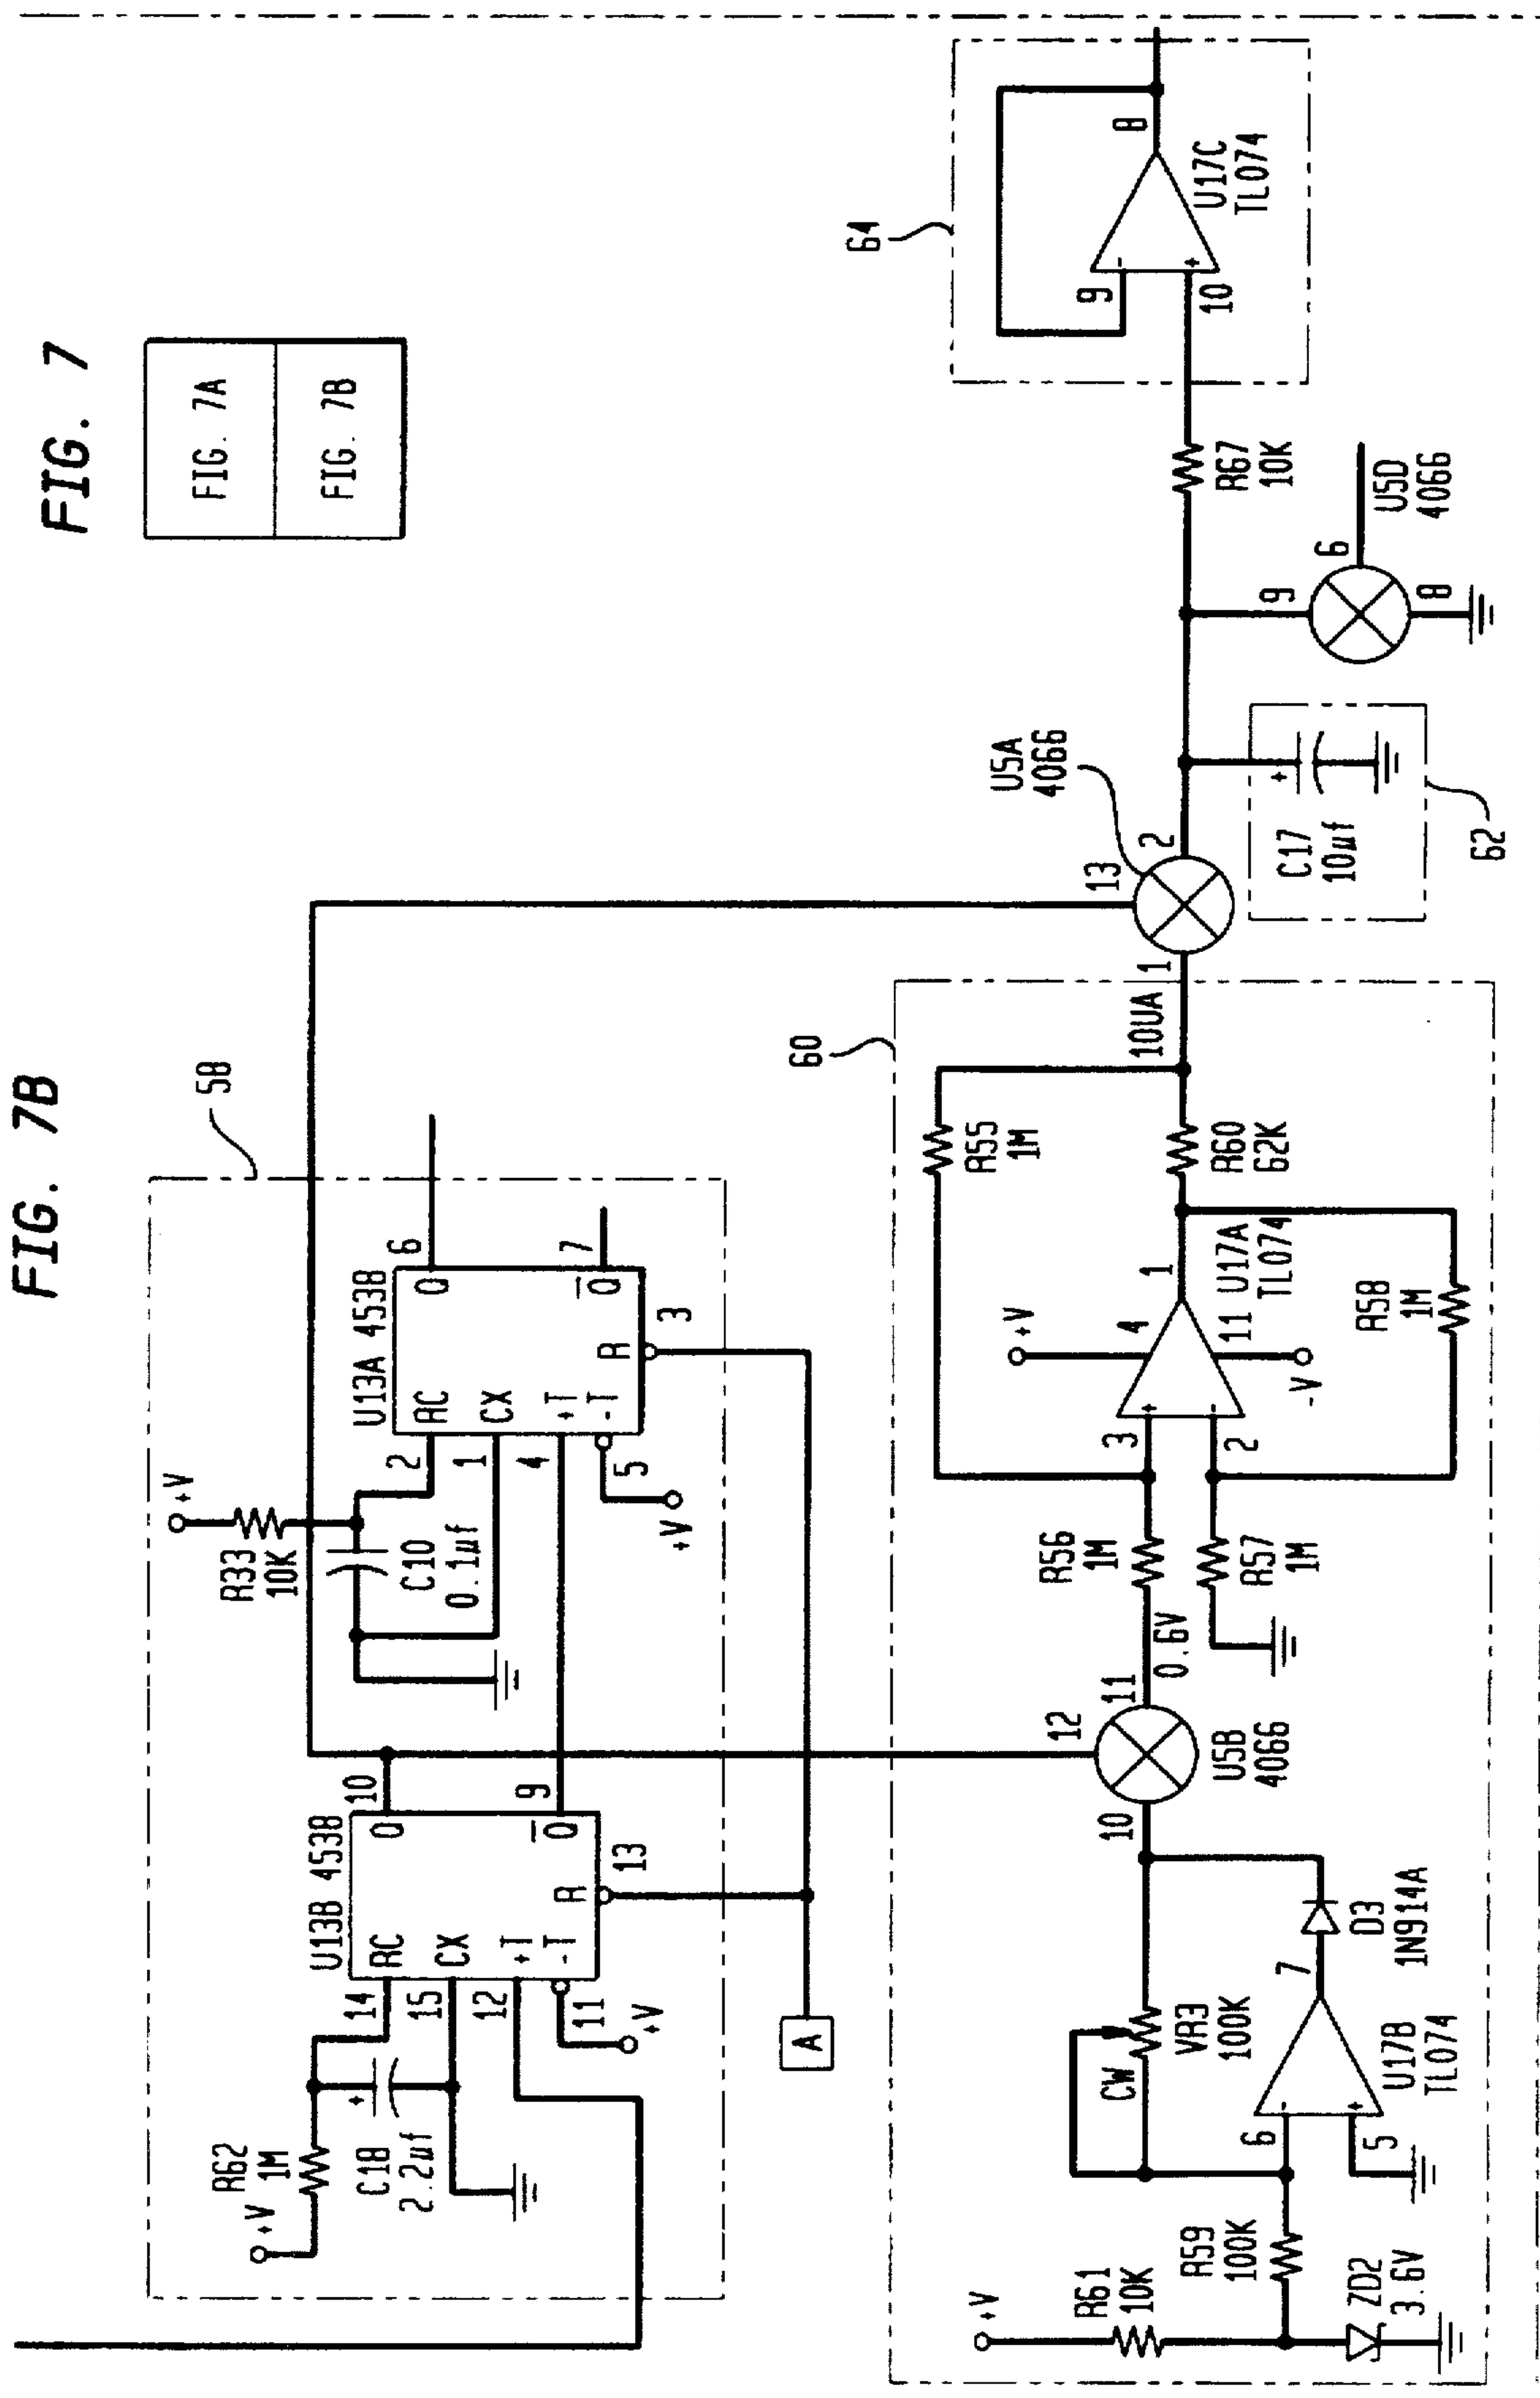 FIG. 7B
FIG. 7
FIG. 7A
FIG. 7B
58
+V
R62
1M
C18
2.2µf
+
14
15
12
11
+V
U13B 4538
RC
CX
+T
-T
R
Q
Q
10
9
13
A
+V
R33
10K
C10
0.1µf
2
1
4
5
+V
U13A 4538
RC
CX
+T
-T
R
Q
Q
6
7
3
60
+V
R61
10K
R59
100K
ZD2
3.6V
6
5
-
+
7
U17B
TL074
D3
1N914A
CW
VR3
100K
10
12
11
U5B
4066
0.6V
R56
1M
R57
1M
3
2
+
-
+V
4
11
-V
1
U17A
TL074
R58
1M
R55
1M
R60
62K
10UA
1
13
2
U5A
4066
C17
10µf
+
62
9
6
8
U5D
4066
R67
10K
64
9
10
-
+
8
U17C
TL074